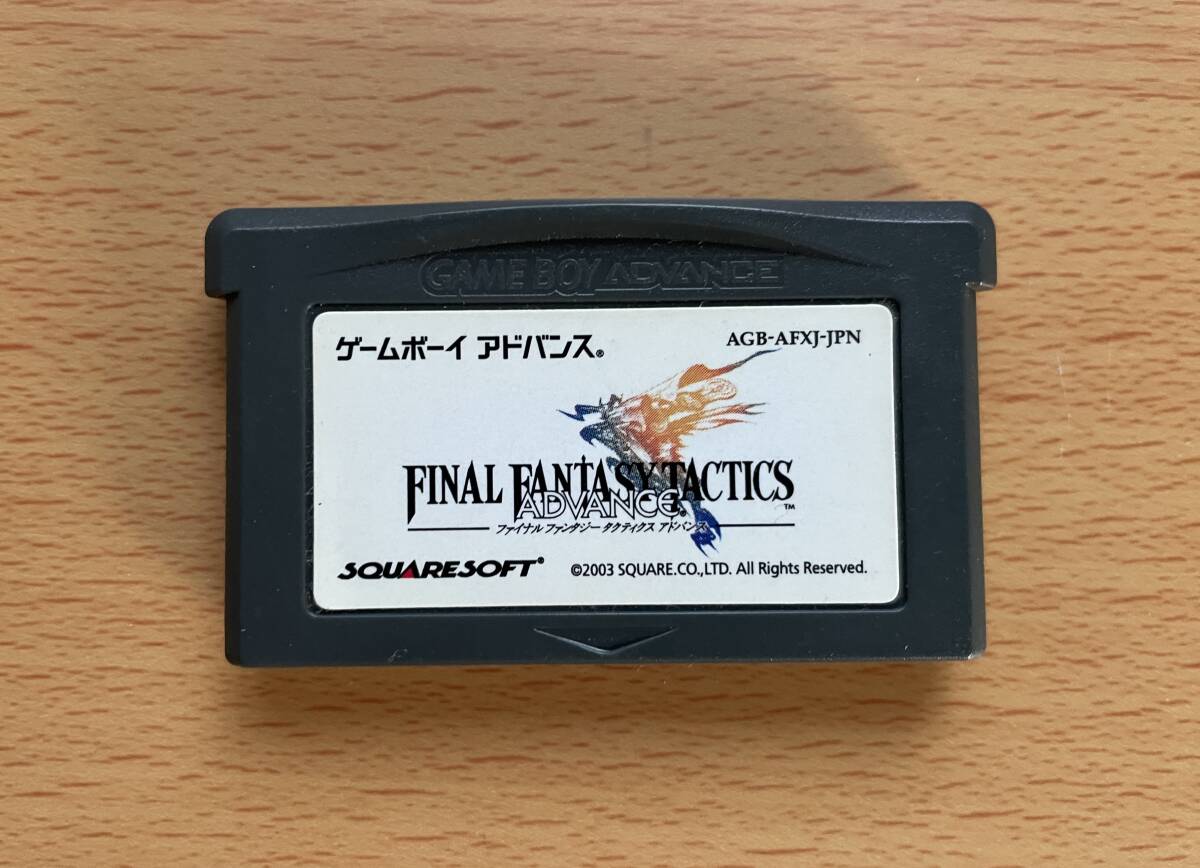 GAME BOY ADVANCE
ゲームボーイ アドバンス® AGB-AFXJ-JPN
FINAL FANTASY TACTICS
ADVANCE® ™
ファイナル ファンタジー タクティクス アドバンス
SQUARESOFT® ©2003 SQUARE.CO.,LTD. All Rights Reserved.